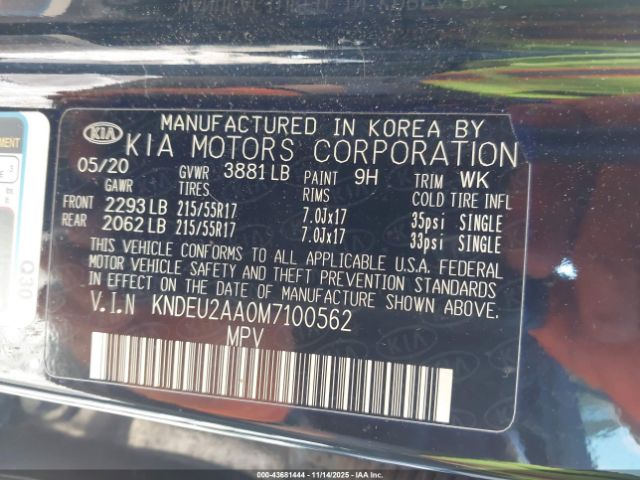 MANUFACTURED IN KOREA BY
KIA KIA MOTORS CORPORATION
05/20 GVWR 3881 LB PAINT 9H TRIM WK
GAWR TIRES RIMS COLD TIRE INFL
FRONT 2293 LB 215/55R17 7.0Jx17 35psi SINGLE
REAR 2062 LB 215/55R17 7.0Jx17 33psi SINGLE
THIS VEHICLE CONFORMS TO ALL APPLICABLE U.S.A. FEDERAL
MOTOR VEHICLE SAFETY AND THEFT PREVENTION STANDARDS
IN EFFECT ON THE DATE OF MANUFACTURE SHOWN ABOVE.
V.I.N KNDEU2AA0M7100562
MPV
Q30
000-43681444 - 11/14/2025 - IAAI.COM